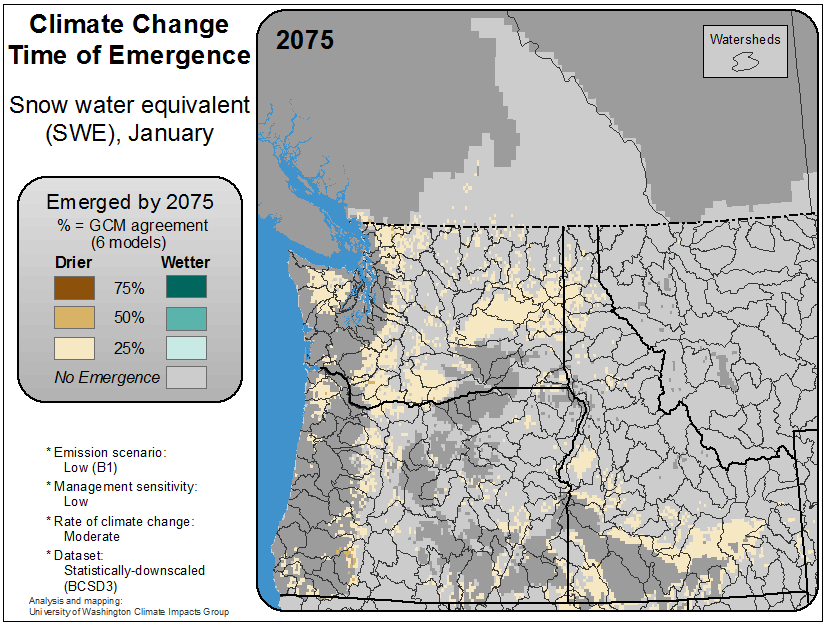 Climate Change
Time of Emergence
Snow water equivalent
(SWE), January
Emerged by 2075
% = GCM agreement
(6 models)
Drier Wetter
75%
50%
25%
No Emergence
* Emission scenario:
Low (B1)
* Management sensitivity:
Low
* Rate of climate change:
Moderate
* Dataset:
Statistically-downscaled
(BCSD3)
Analysis and mapping:
University of Washington Climate Impacts Group
2075
Watersheds